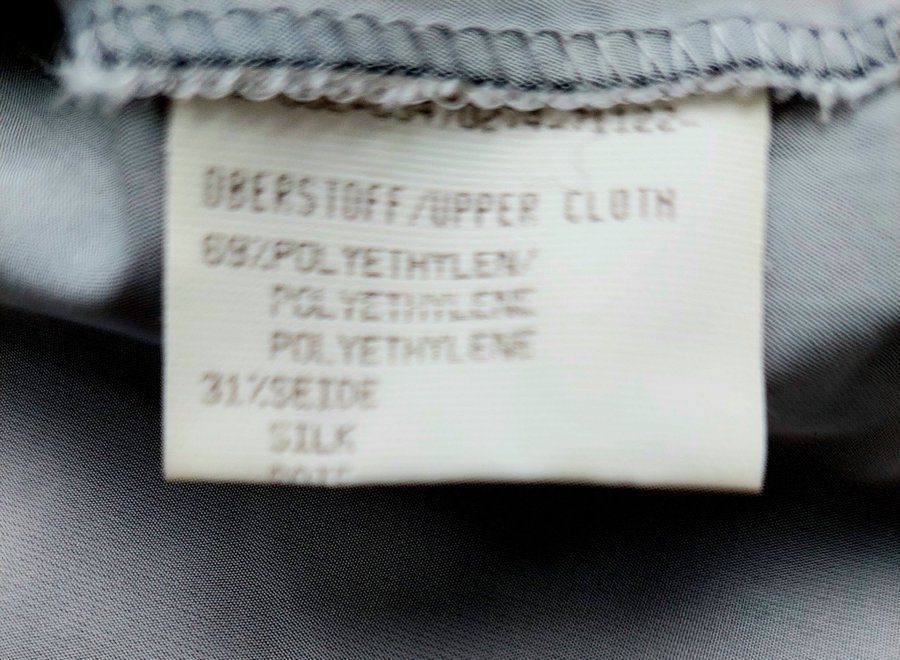 OBERSTOFF/UPPER CLOTH
69%POLYETHYLEN/
POLYETHYLENE
POLYETHYLENE
31%SEIDE
SILK